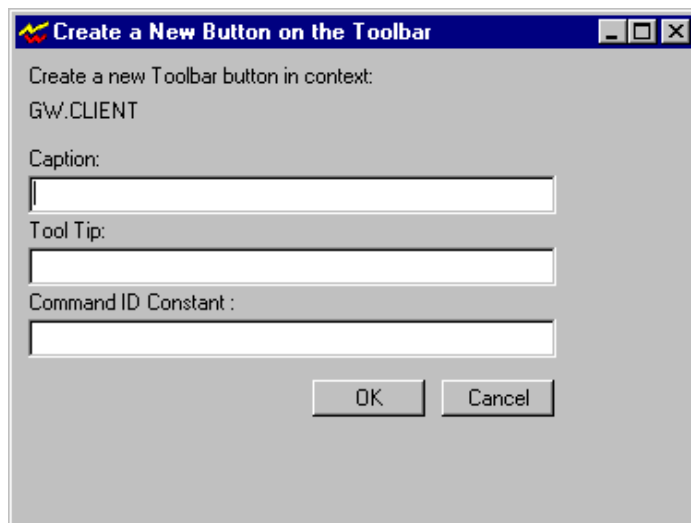 Create a New Button on the Toolbar
Create a new Toolbar button in context:
GW.CLIENT
Caption:
Tool Tip:
Command ID Constant :
OK Cancel